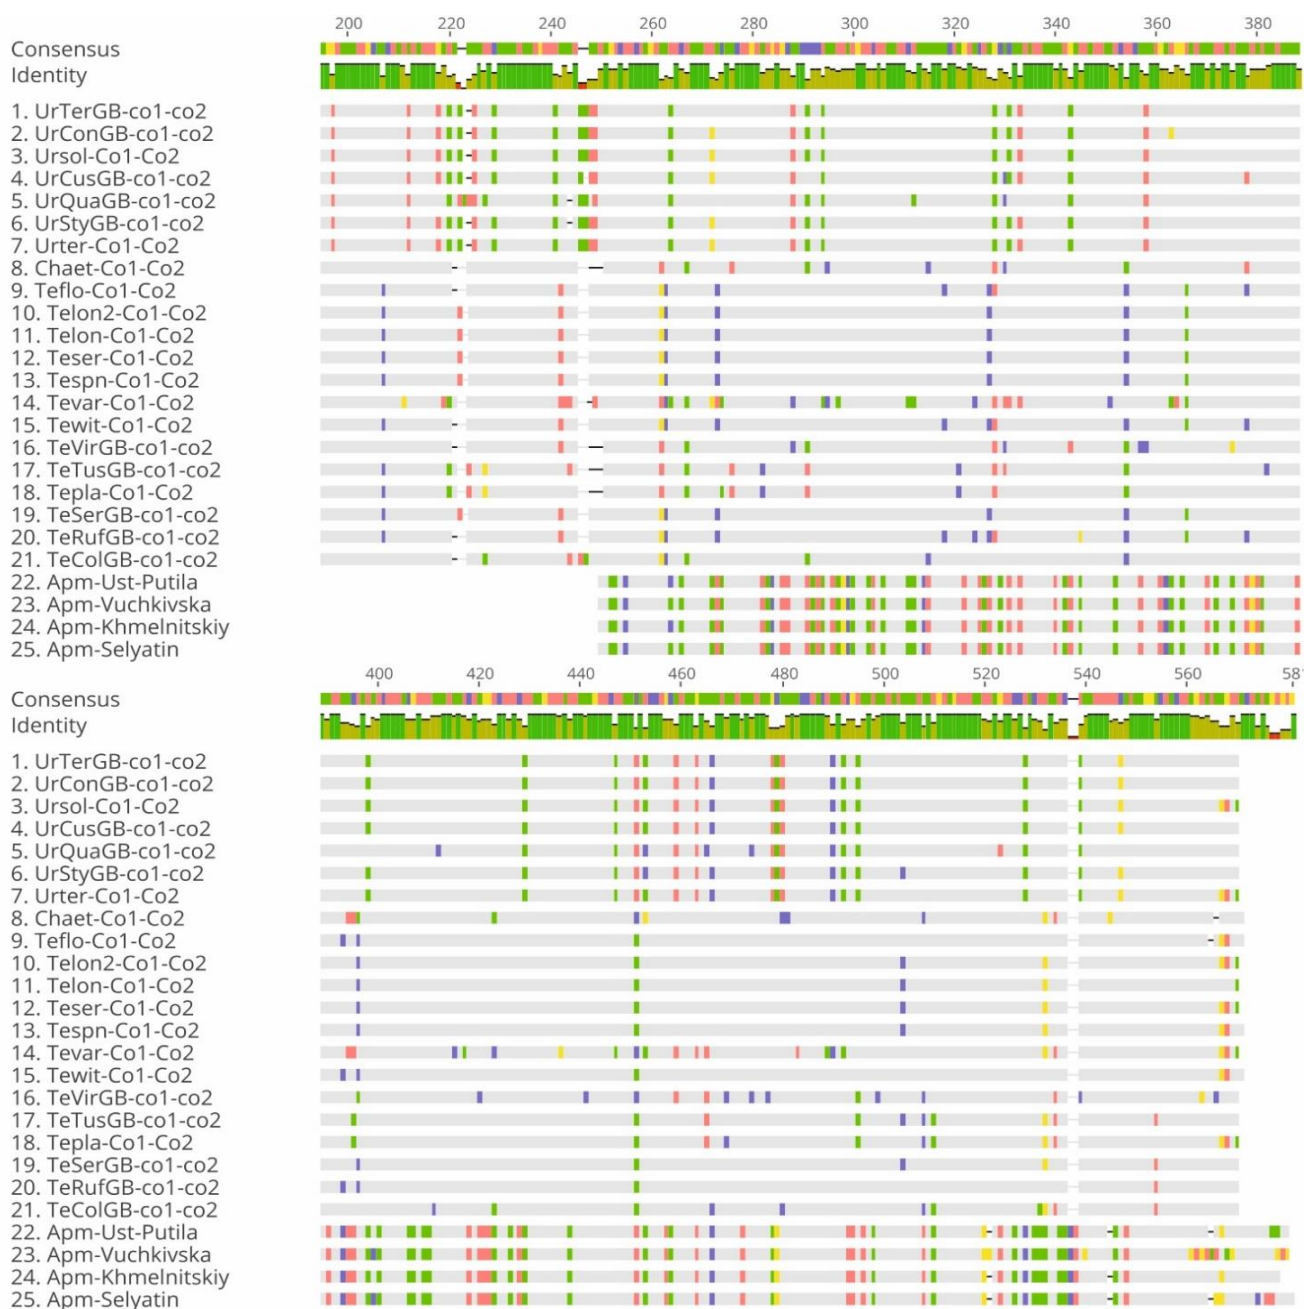 200 220 240 260 280 300 320 340 360 380
Consensus
Identity
1. UrTerGB-co1-co2
2. UrConGB-co1-co2
3. Ursol-Co1-Co2
4. UrCusGB-co1-co2
5. UrQuaGB-co1-co2
6. UrStyGB-co1-co2
7. Urter-Co1-Co2
8. Chaet-Co1-Co2
9. Teflo-Co1-Co2
10. Telon2-Co1-Co2
11. Telon-Co1-Co2
12. Teser-Co1-Co2
13. Tespn-Co1-Co2
14. Tevar-Co1-Co2
15. Tewit-Co1-Co2
16. TeVirGB-co1-co2
17. TeTusGB-co1-co2
18. Tepla-Co1-Co2
19. TeSerGB-co1-co2
20. TeRufGB-co1-co2
21. TeColGB-co1-co2
22. Apm-Ust-Putila
23. Apm-Vuchkivska
24. Apm-Khmelnitskiy
25. Apm-Selyatin
400 420 440 460 480 500 520 540 560 58
Consensus
Identity
1. UrTerGB-co1-co2
2. UrConGB-co1-co2
3. Ursol-Co1-Co2
4. UrCusGB-co1-co2
5. UrQuaGB-co1-co2
6. UrStyGB-co1-co2
7. Urter-Co1-Co2
8. Chaet-Co1-Co2
9. Teflo-Co1-Co2
10. Telon2-Co1-Co2
11. Telon-Co1-Co2
12. Teser-Co1-Co2
13. Tespn-Co1-Co2
14. Tevar-Co1-Co2
15. Tewit-Co1-Co2
16. TeVirGB-co1-co2
17. TeTusGB-co1-co2
18. Tepla-Co1-Co2
19. TeSerGB-co1-co2
20. TeRufGB-co1-co2
21. TeColGB-co1-co2
22. Apm-Ust-Putila
23. Apm-Vuchkivska
24. Apm-Khmelnitskiy
25. Apm-Selyatin